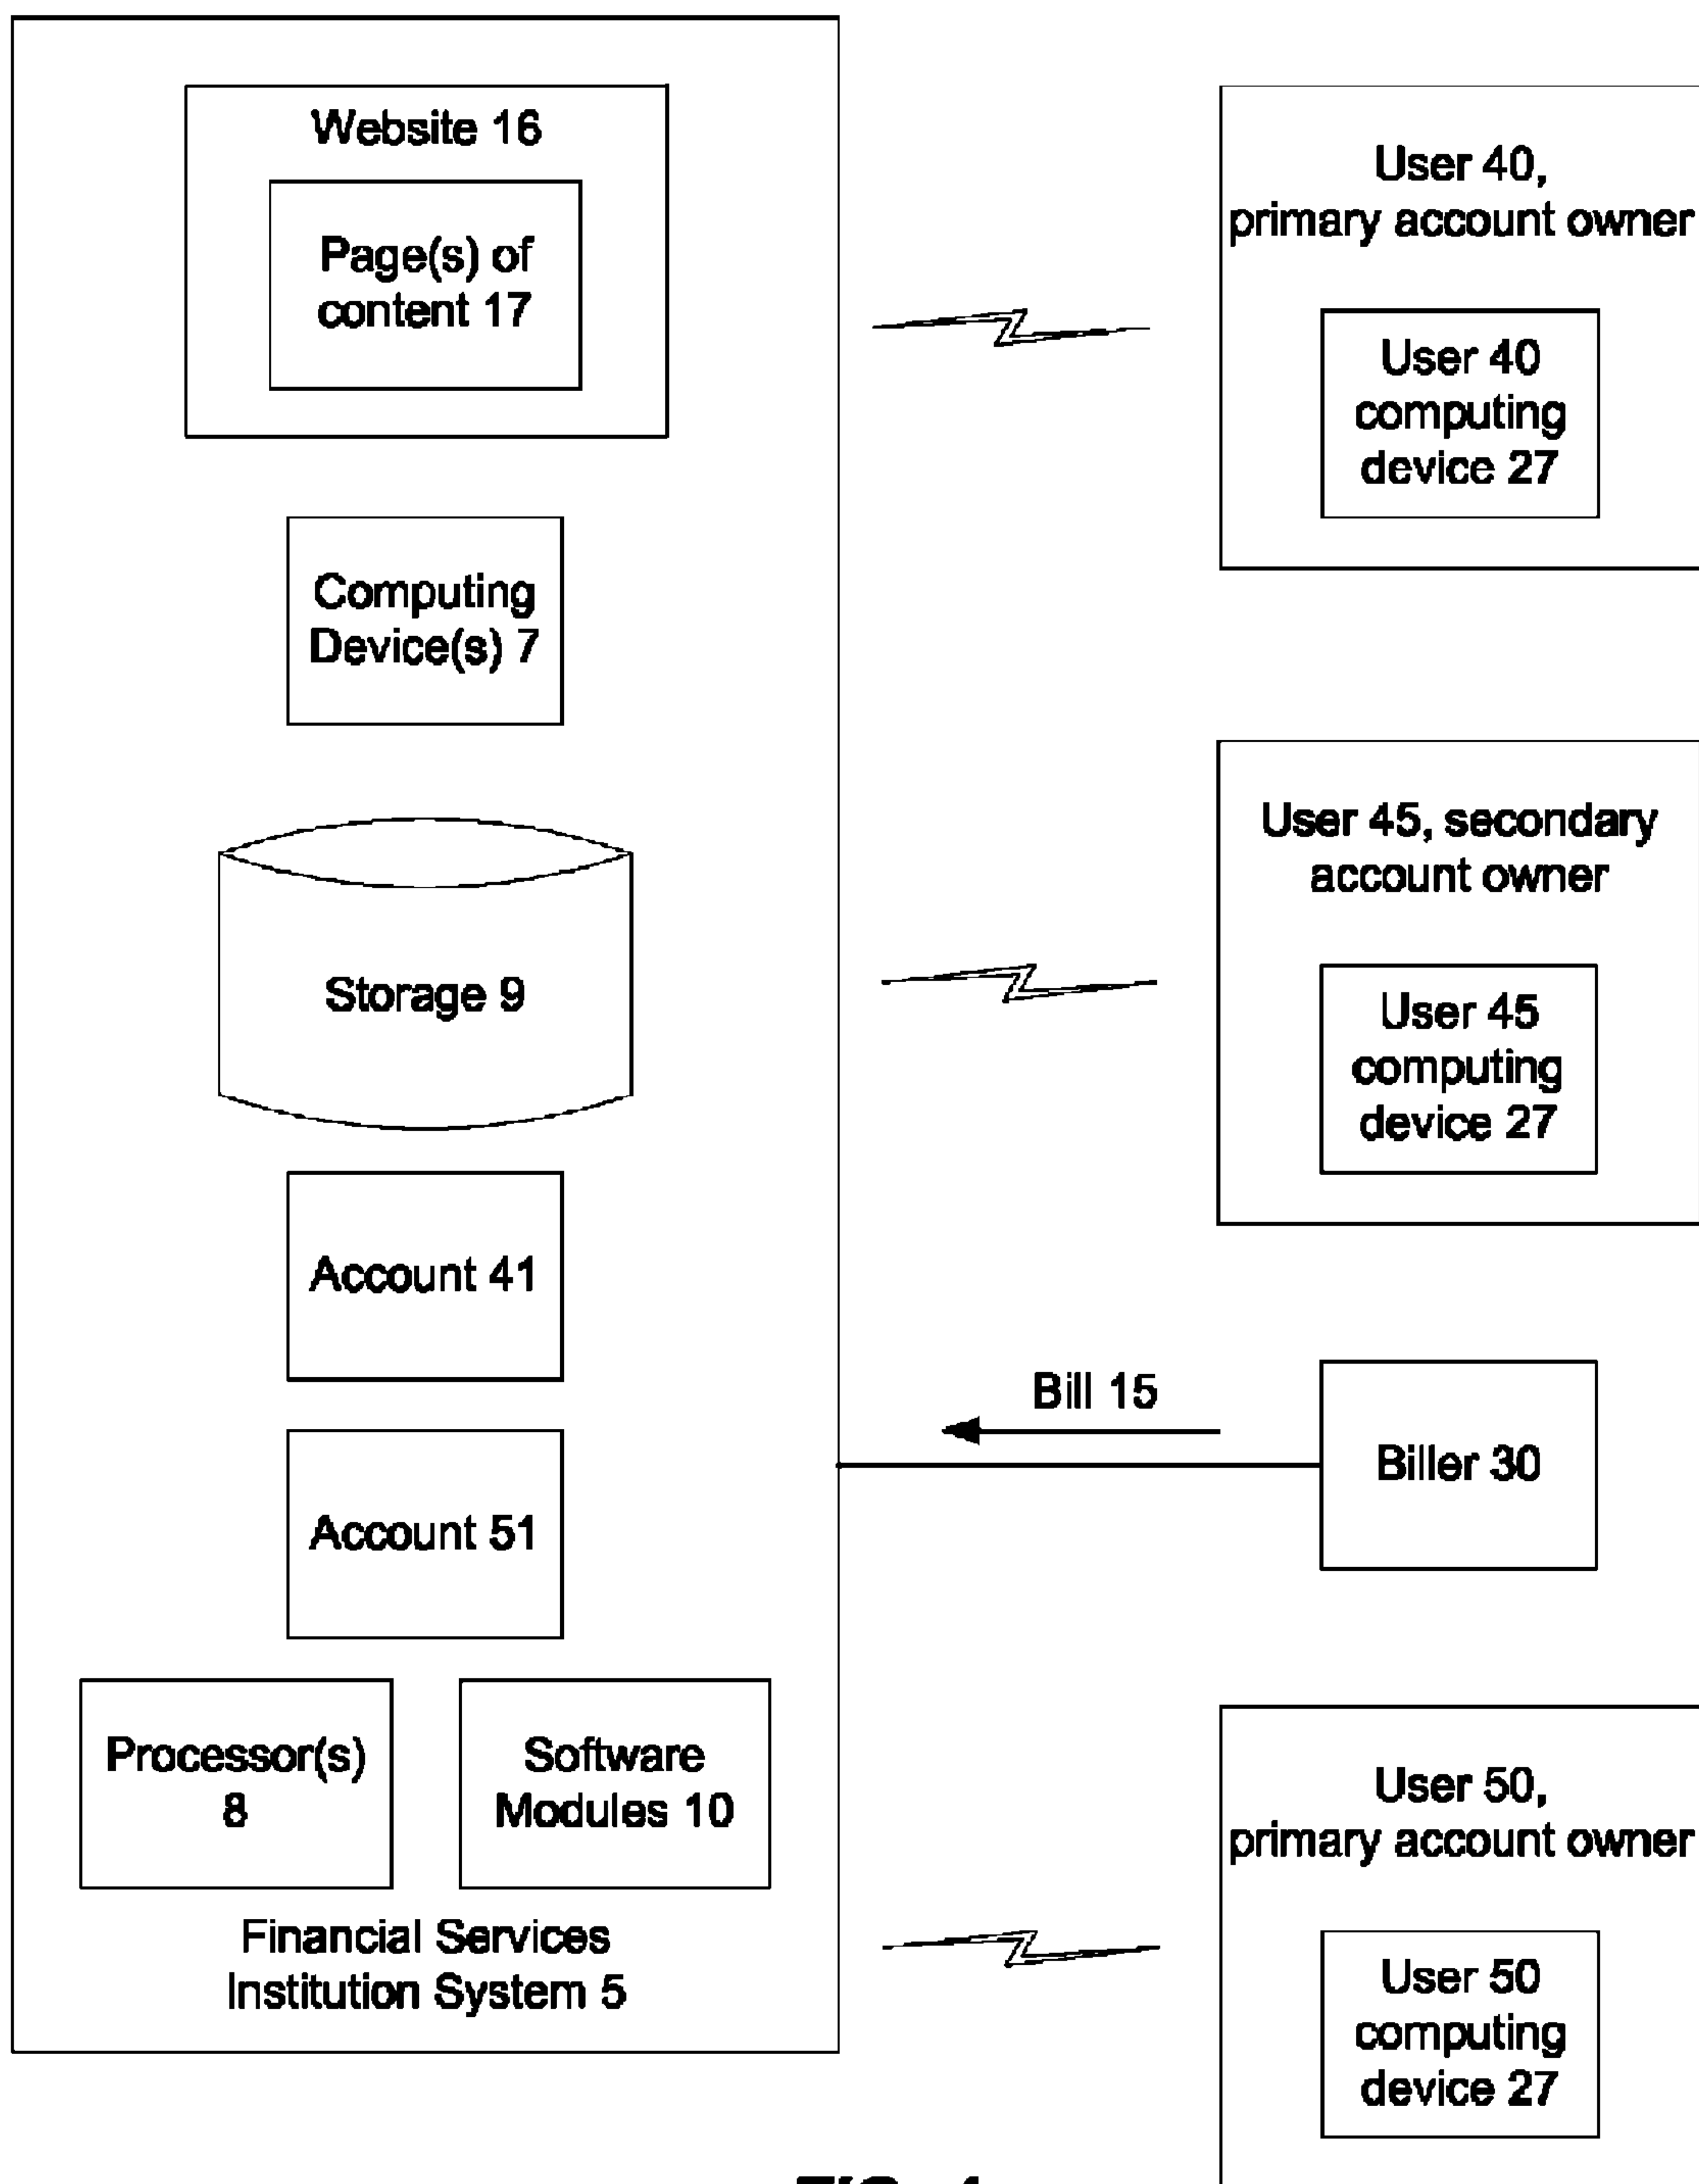 Website 16
Page(s) of
content 17
Computing
Device(s) 7
Storage 9
Account 41
Account 51
Processor(s)
8
Software
Modules 10
Financial Services
Institution System 5
User 40,
primary account owner
User 40
computing
device 27
User 45, secondary
account owner
User 45
computing
device 27
Bill 15
Biller 30
User 50,
primary account owner
User 50
computing
device 27